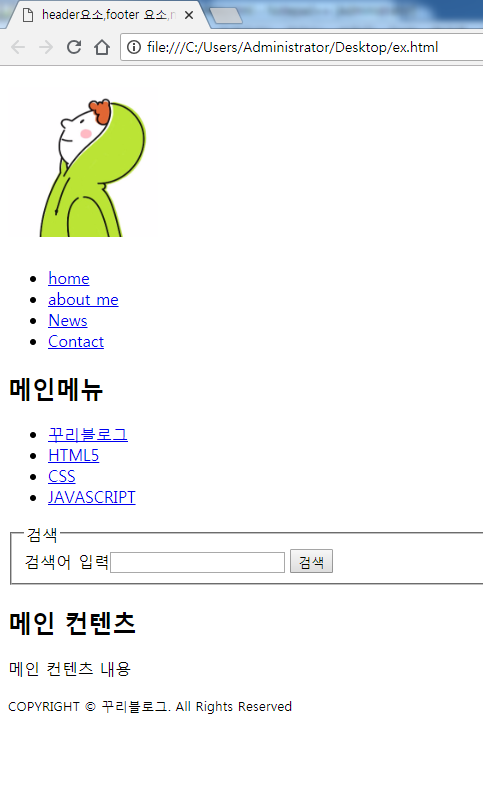 header요소,footer 요소,
file:///C:/Users/Administrator/Desktop/ex.html
home
about me
News
Contact
메인메뉴
꾸리블로그
HTML5
CSS
JAVASCRIPT
검색
검색어 입력 검색
메인 컨텐츠
메인 컨텐츠 내용
COPYRIGHT © 꾸리블로그. All Rights Reserved